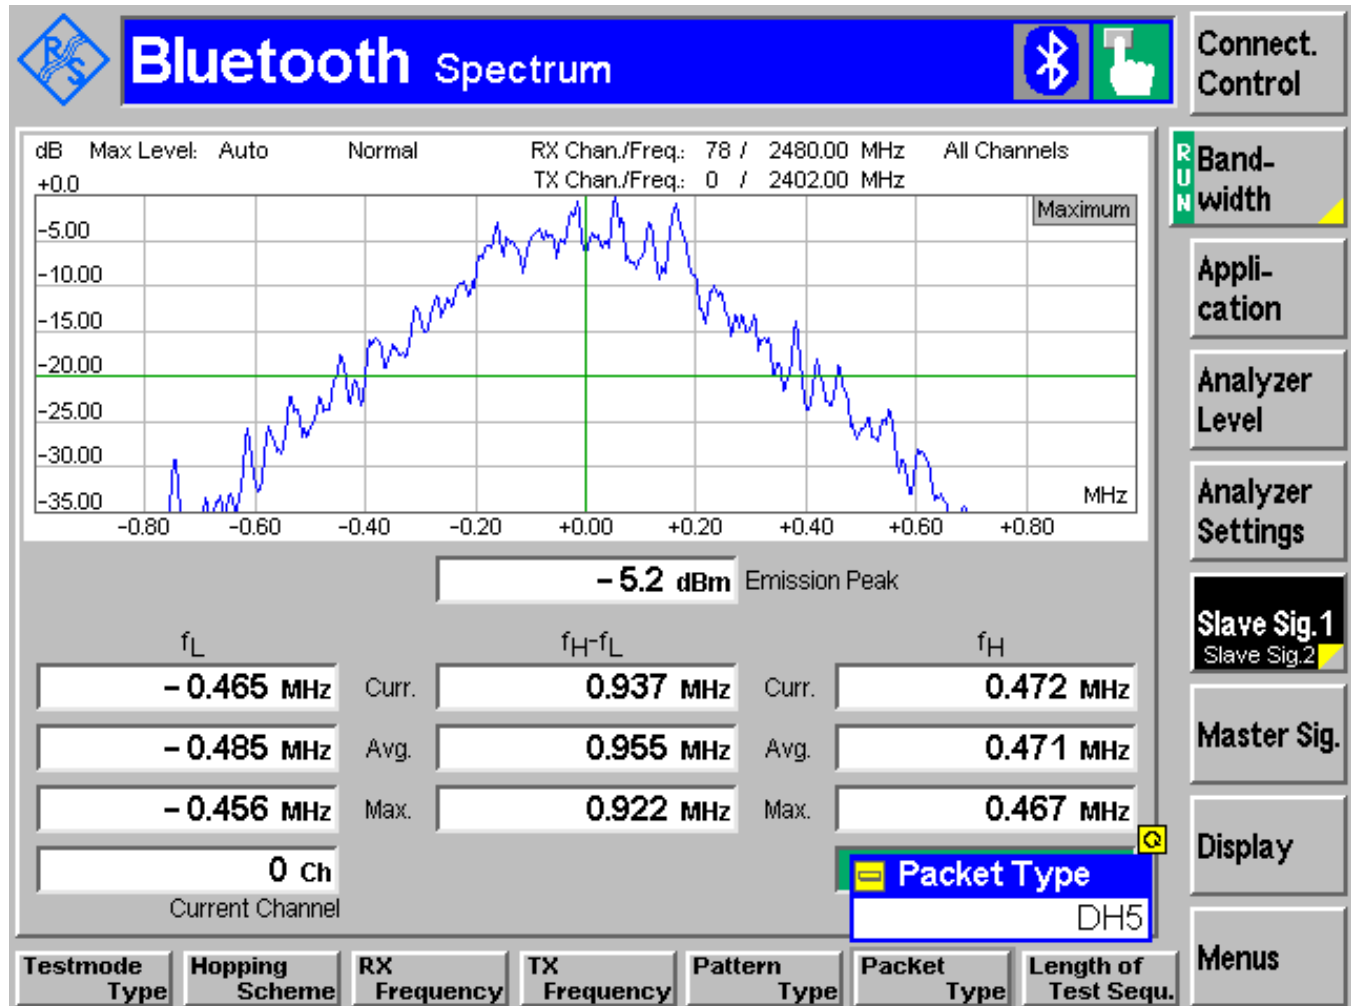 R S
Bluetooth Spectrum
Connect.
Control
dB Max Level: Auto Normal RX Chan./Freq.: 78 / 2480.00 MHz All Channels
+0.0 TX Chan./Freq.: 0 / 2402.00 MHz
Maximum
-5.00
-10.00
-15.00
-20.00
-25.00
-30.00
-35.00
MHz
-0.80 -0.60 -0.40 -0.20 +0.00 +0.20 +0.40 +0.60 +0.80
RUN
Band-
width
Appli-
cation
Analyzer
Level
Analyzer
Settings
Slave Sig.1
Slave Sig.2
Master Sig.
Display
Menus
- 5.2 dBm Emission Peak
fL fH-fL fH
- 0.465 MHz Curr. 0.937 MHz Curr. 0.472 MHz
- 0.485 MHz Avg. 0.955 MHz Avg. 0.471 MHz
- 0.456 MHz Max. 0.922 MHz Max. 0.467 MHz
0 Ch
Current Channel
Packet Type
DH5
Testmode
Type
Hopping
Scheme
RX
Frequency
TX
Frequency
Pattern
Type
Packet
Type
Length of
Test Sequ.